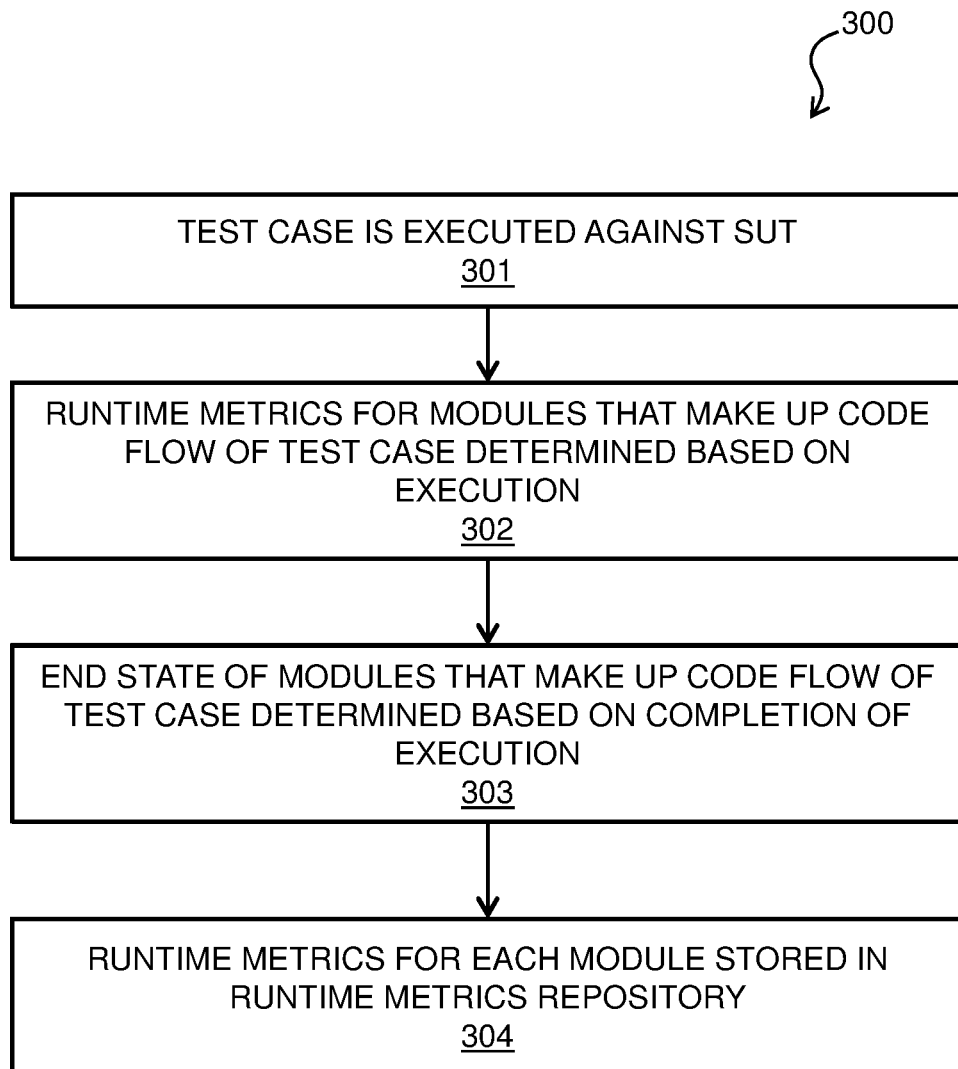 300
TEST CASE IS EXECUTED AGAINST SUT
301
RUNTIME METRICS FOR MODULES THAT MAKE UP CODE
FLOW OF TEST CASE DETERMINED BASED ON
EXECUTION
302
END STATE OF MODULES THAT MAKE UP CODE FLOW OF
TEST CASE DETERMINED BASED ON COMPLETION OF
EXECUTION
303
RUNTIME METRICS FOR EACH MODULE STORED IN
RUNTIME METRICS REPOSITORY
304